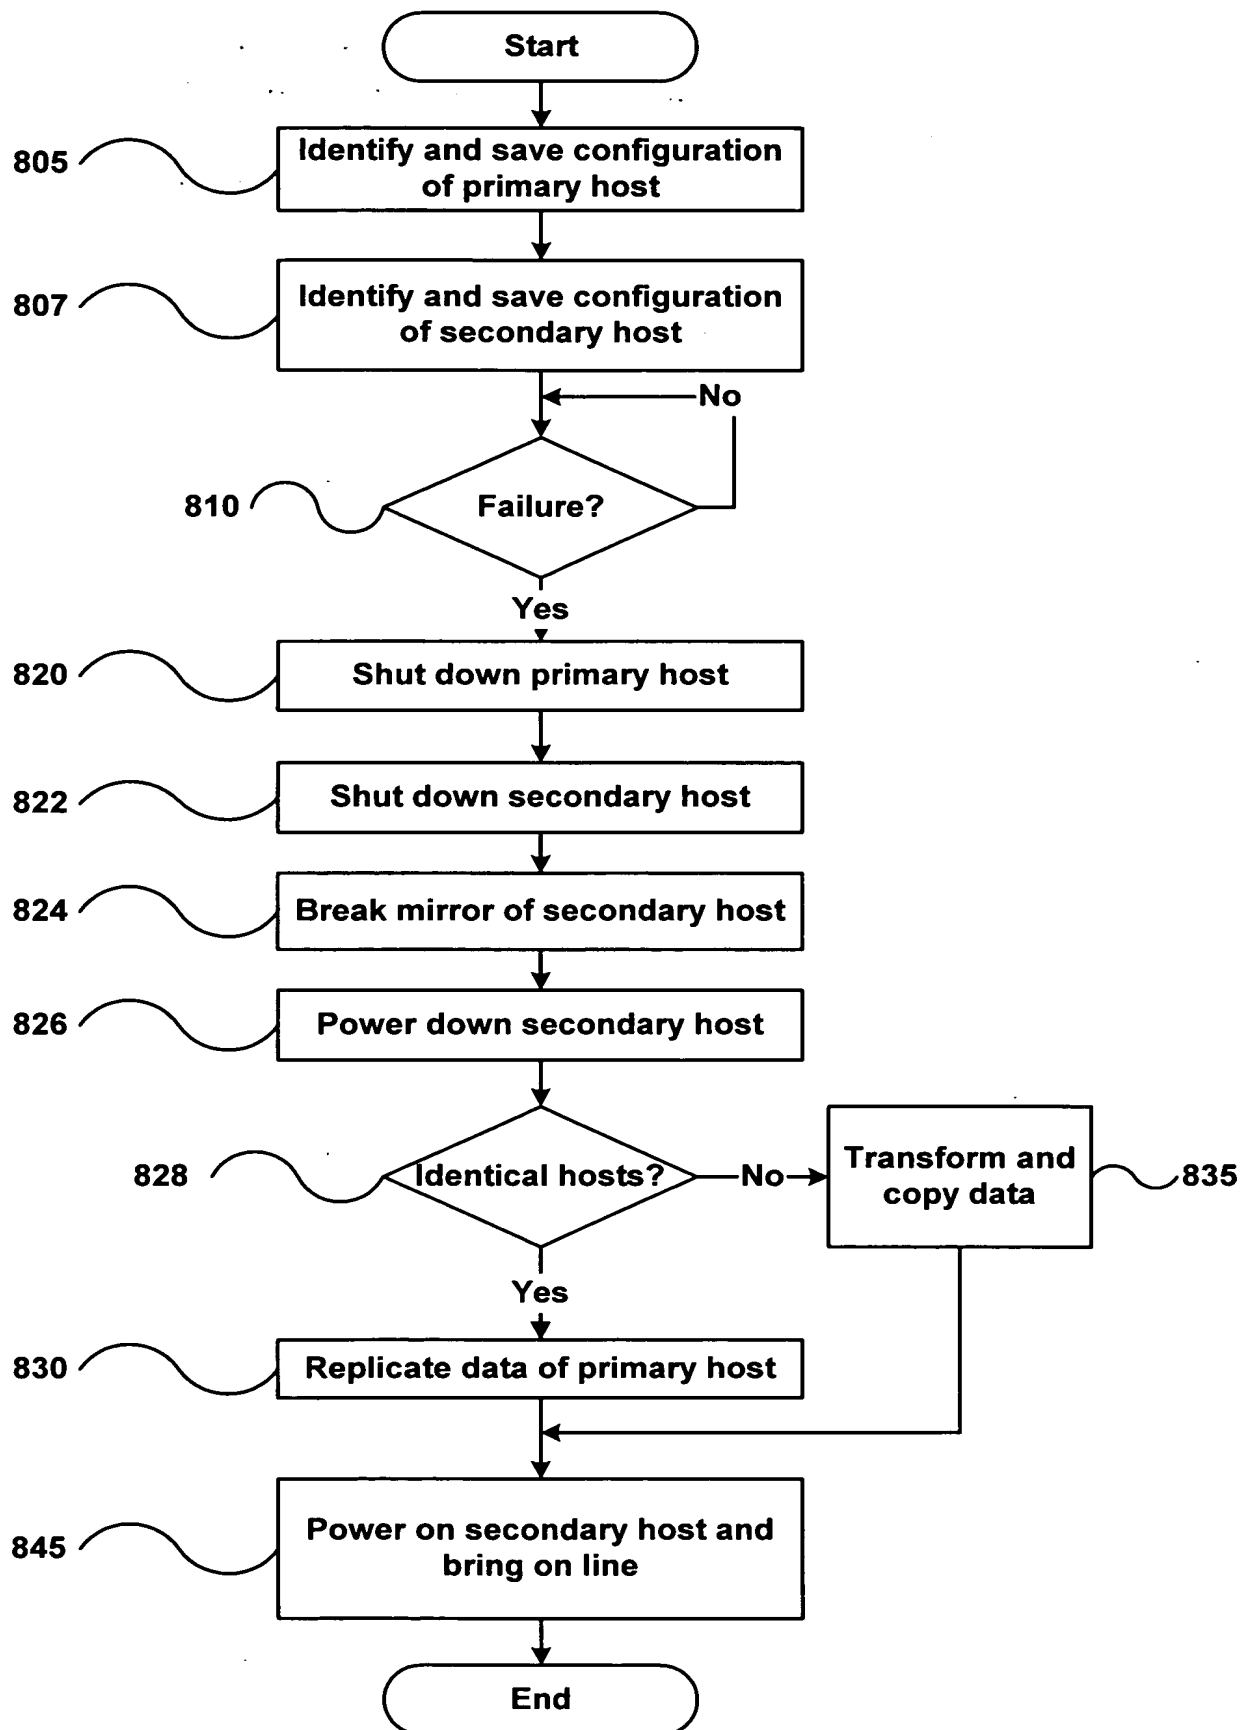 Start
805
Identify and save configuration
of primary host
807
Identify and save configuration
of secondary host
No
810
Failure?
Yes
820
Shut down primary host
822
Shut down secondary host
824
Break mirror of secondary host
826
Power down secondary host
828
Identical hosts?
No
Transform and
copy data
835
Yes
830
Replicate data of primary host
845
Power on secondary host and
bring on line
End